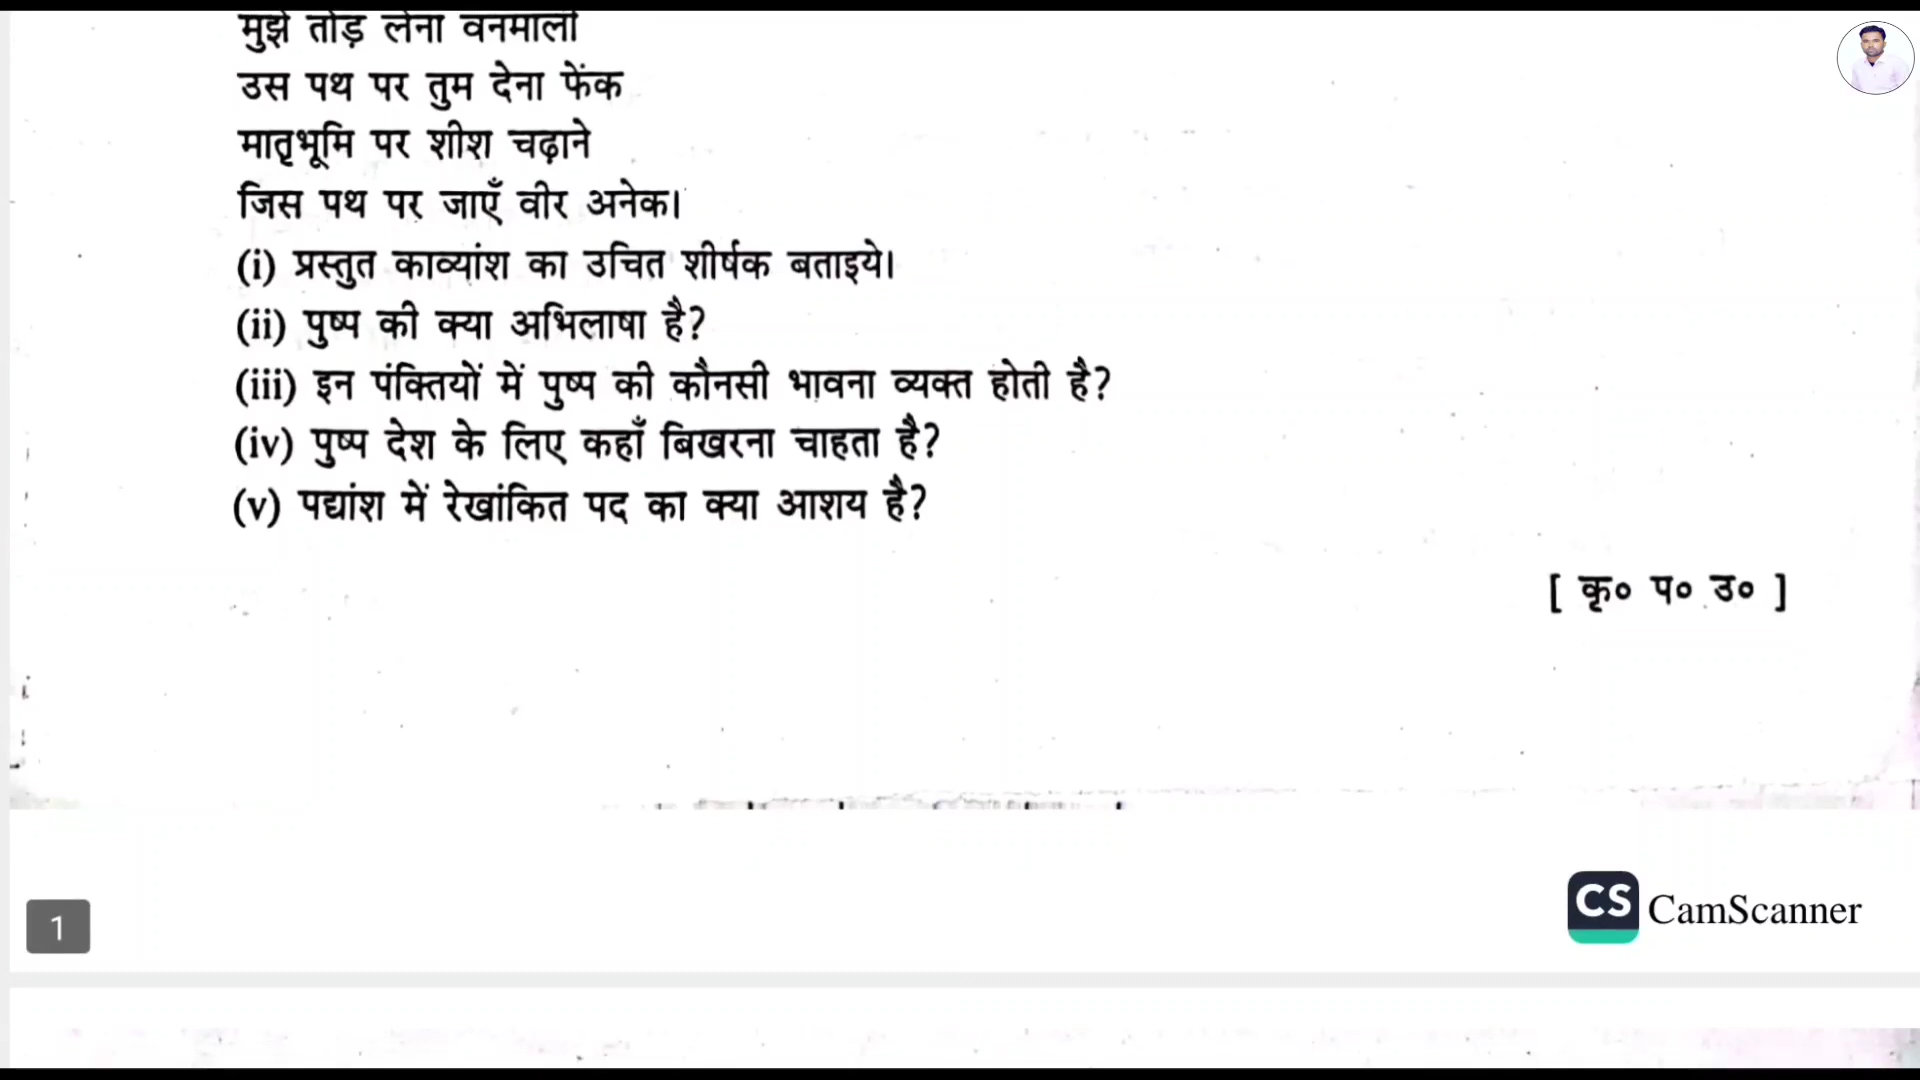 मुझे तोड़ लेना वनमाली
उस पथ पर तुम देना फेंक
मातृभूमि पर शीश चढ़ाने
जिस पथ पर जाएँ वीर अनेक।
(i) प्रस्तुत काव्यांश का उचित शीर्षक बताइये।
(ii) पुष्प की क्या अभिलाषा है?
(iii) इन पंक्तियों में पुष्प की कौनसी भावना व्यक्त होती है?
(iv) पुष्प देश के लिए कहाँ बिखरना चाहता है?
(v) पद्यांश में रेखांकित पद का क्या आशय है?
[ कृ० प० उ० ]
CS CamScanner
1